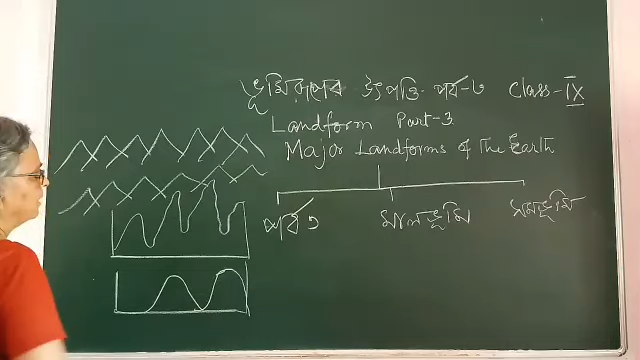 ভূমিরূপের উৎপত্তি পর্ব-৩ Class-IX
Landform Part-3
Major Landforms of The Earth
পর্বত মালভূমি সমভূমি